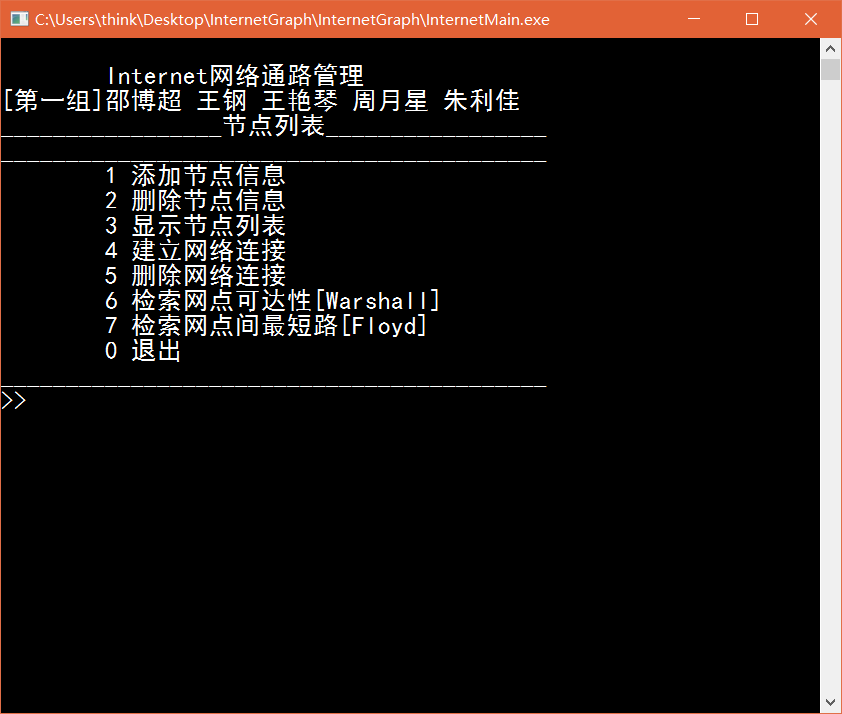 C:\Users\think\Desktop\InternetGraph\InternetGraph\InternetMain.exe
Internet网络通路管理
[第一组]邵博超 王钢 王艳琴 周月星 朱利佳
_________________节点列表_________________
__________________________________________
1 添加节点信息
2 删除节点信息
3 显示节点列表
4 建立网络连接
5 删除网络连接
6 检索网点可达性[Warshall]
7 检索网点间最短路[Floyd]
0 退出
__________________________________________
>>